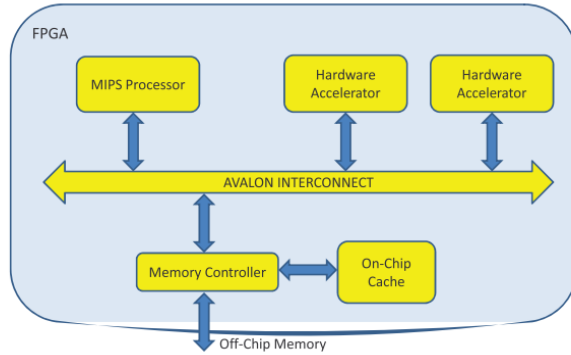 FPGA
MIPS Processor
Hardware
Accelerator
Hardware
Accelerator
AVALON INTERCONNECT
Memory Controller
On-Chip
Cache
Off-Chip Memory